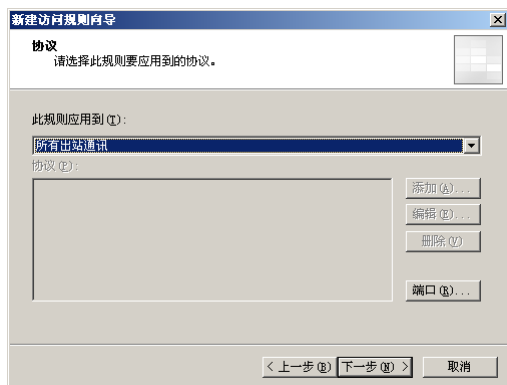 新建访问规则向导
协议
请选择此规则要应用到的协议。
此规则应用到(T):
所有出站通讯
协议(P):
添加(A)...
编辑(E)...
删除(V)
端口(R)...
< 上一步(B) 下一步(N) > 取消